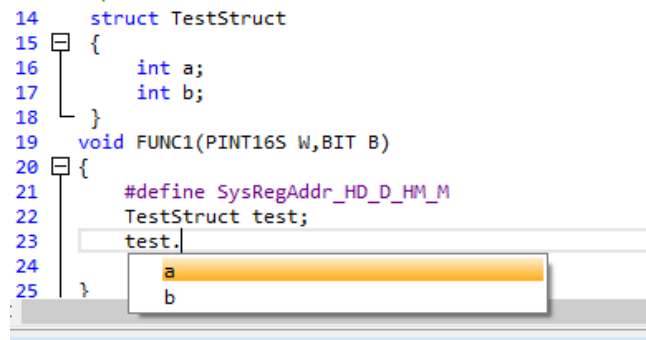 14 struct TestStruct
15 {
16 int a;
17 int b;
18 }
19 void FUNC1(PINT16S W,BIT B)
20 {
21 #define SysRegAddr_HD_D_HM_M
22 TestStruct test;
23 test.
24 a
25 } b